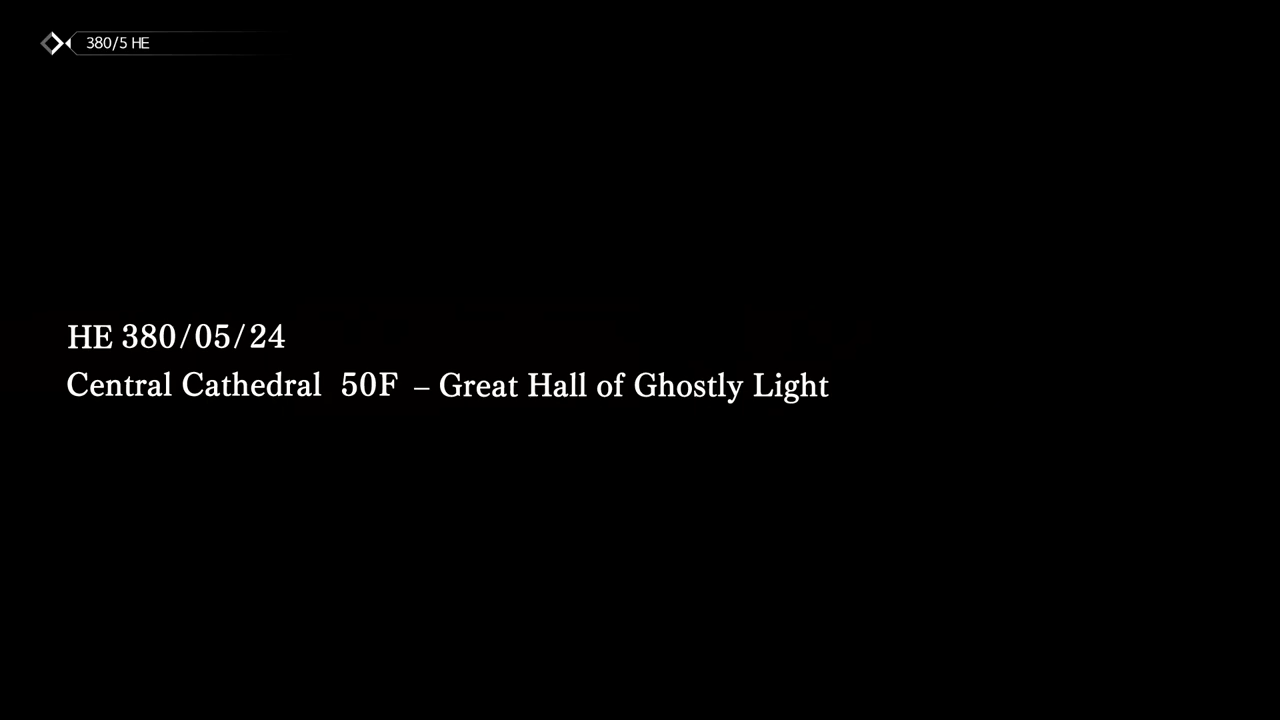 380/5 HE
HE 380/05/24
Central Cathedral 50F – Great Hall of Ghostly Light